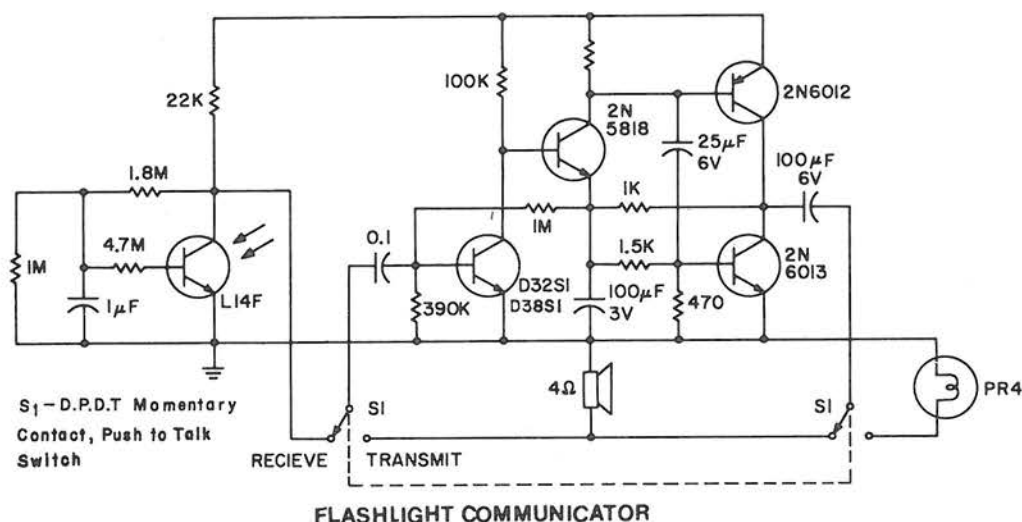 22K
100K
2N6012
2N
5818
25µF
6V
100µF
6V
1.8M
1M
4.7M
1µF
L14F
0.1
1M
1K
1.5K
390K
D32S1
D38S1
100µF
3V
470
2N
6013
4Ω
PR4
S1-D.P.D.T Momentary
Contact, Push to Talk
Switch
S1
S1
RECIEVE
TRANSMIT
FLASHLIGHT COMMUNICATOR